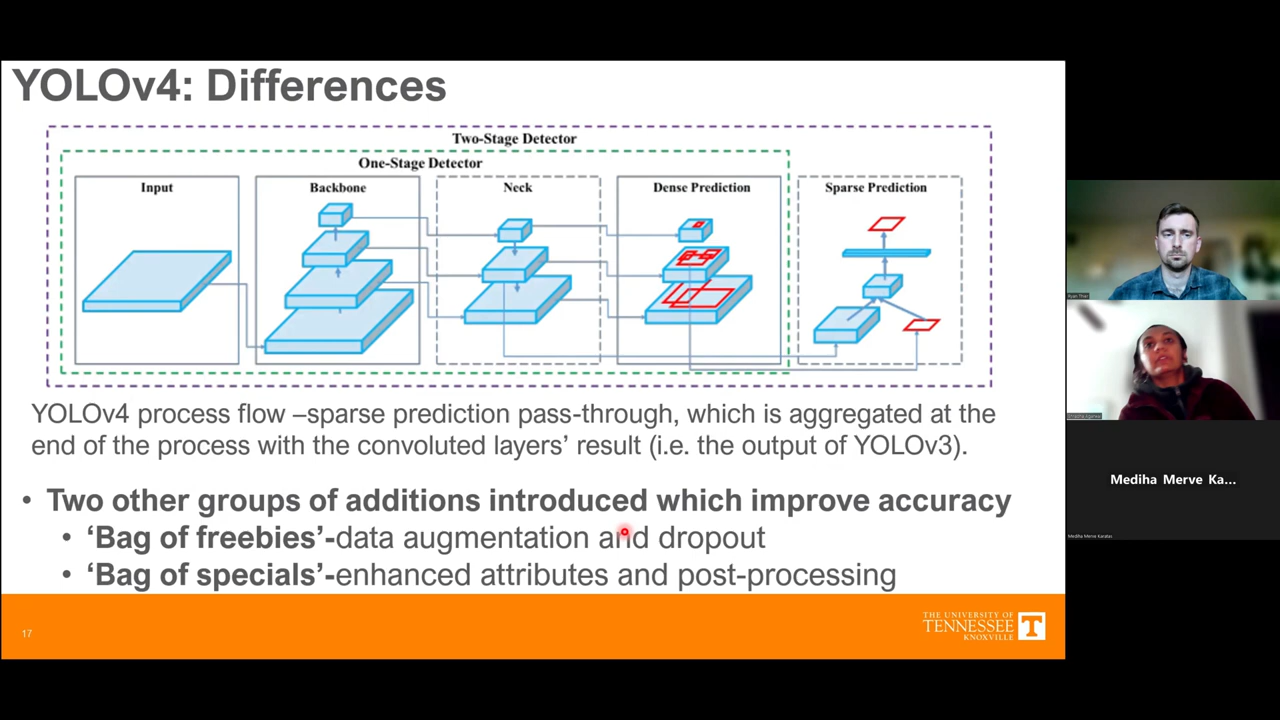 YOLOv4: Differences
Two-Stage Detector
One-Stage Detector
Input
Backbone
Neck
Dense Prediction
Sparse Prediction
YOLOv4 process flow –sparse prediction pass-through, which is aggregated at the
end of the process with the convoluted layers’ result (i.e. the output of YOLOv3).
• Two other groups of additions introduced which improve accuracy
• ‘Bag of freebies’-data augmentation and dropout
• ‘Bag of specials’-enhanced attributes and post-processing
17
THE UNIVERSITY OF
TENNESSEE
KNOXVILLE
T
Mediha Merve Ka...
Mediha Merve Karatas